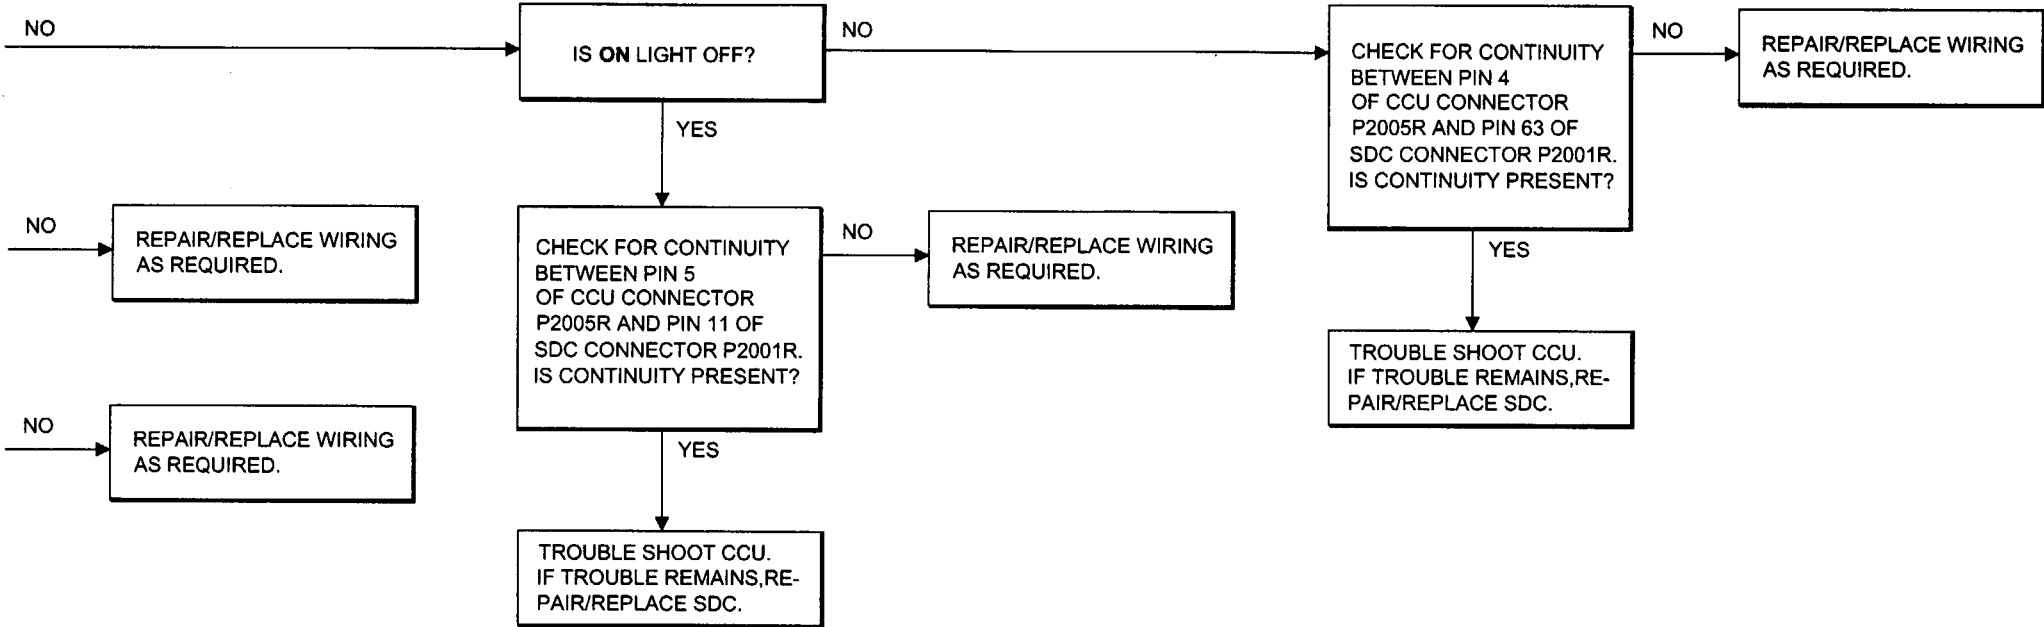 NO
IS ON LIGHT OFF?
NO
CHECK FOR CONTINUITY
BETWEEN PIN 4
OF CCU CONNECTOR
P2005R AND PIN 63 OF
SDC CONNECTOR P2001R.
IS CONTINUITY PRESENT?
NO
REPAIR/REPLACE WIRING
AS REQUIRED.
YES
NO
REPAIR/REPLACE WIRING
AS REQUIRED.
CHECK FOR CONTINUITY
BETWEEN PIN 5
OF CCU CONNECTOR
P2005R AND PIN 11 OF
SDC CONNECTOR P2001R.
IS CONTINUITY PRESENT?
NO
REPAIR/REPLACE WIRING
AS REQUIRED.
YES
TROUBLE SHOOT CCU.
IF TROUBLE REMAINS,RE-
PAIR/REPLACE SDC.
NO
REPAIR/REPLACE WIRING
AS REQUIRED.
YES
TROUBLE SHOOT CCU.
IF TROUBLE REMAINS,RE-
PAIR/REPLACE SDC.